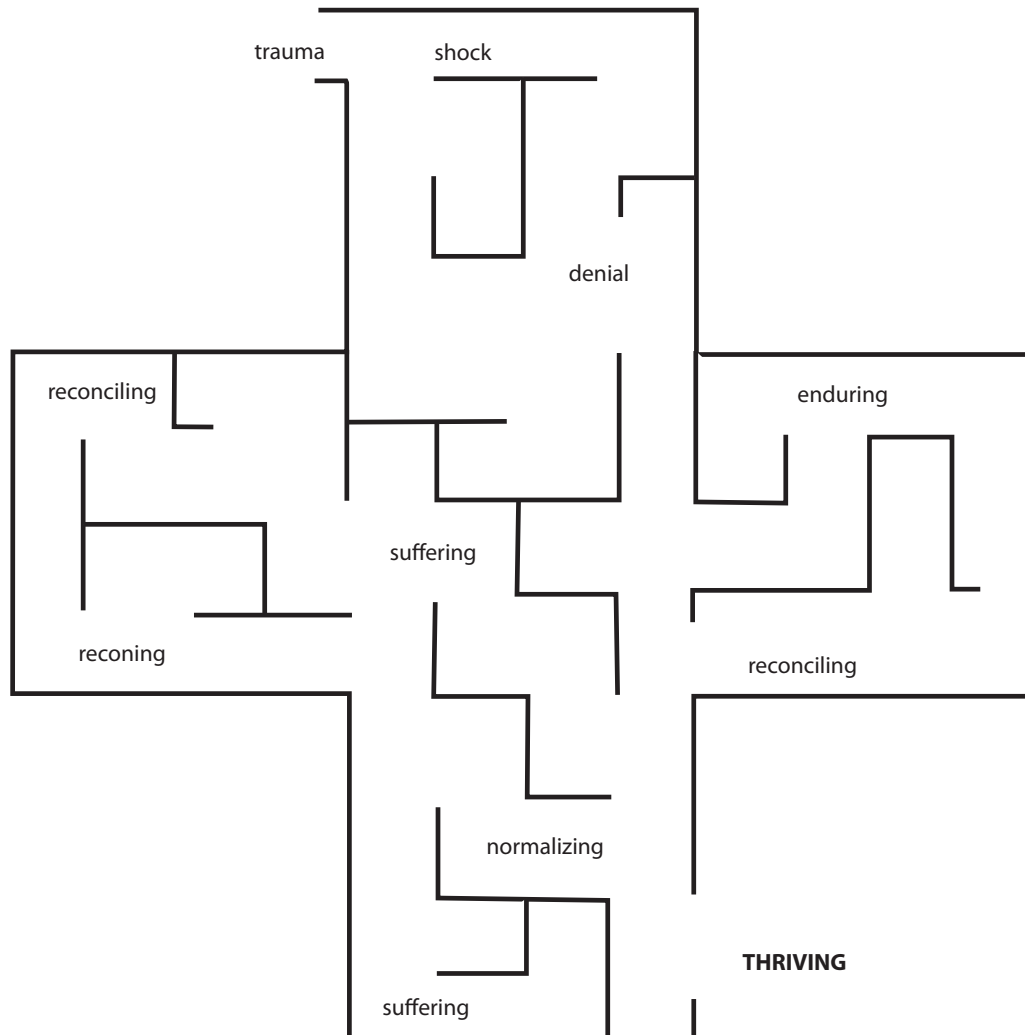 trauma
shock
denial
reconciling
enduring
suffering
reconing
reconciling
normalizing
THRIVING
suffering